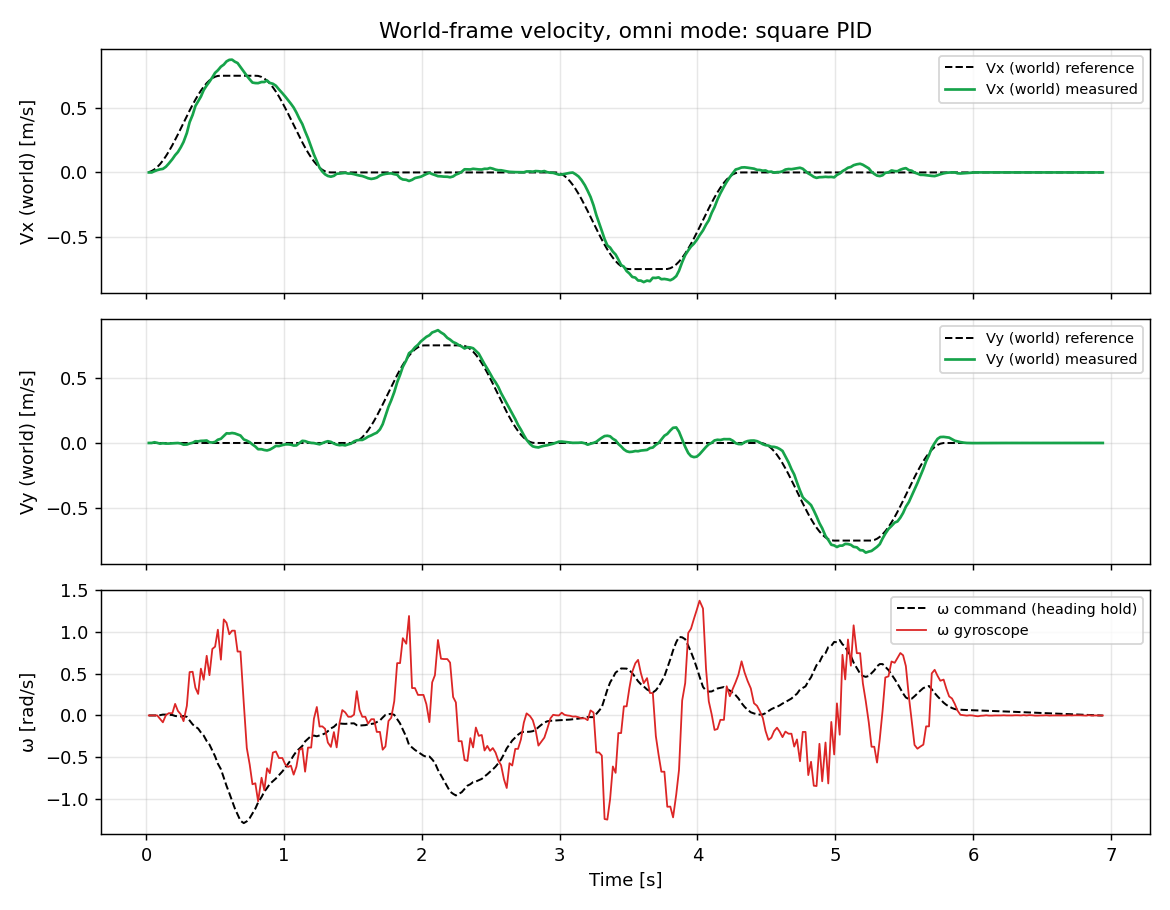 World-frame velocity, omni mode: square PID
Vx (world) [m/s]
0.5
0.0
−0.5
Vx (world) reference
Vx (world) measured
Vy (world) [m/s]
0.5
0.0
−0.5
Vy (world) reference
Vy (world) measured
ω [rad/s]
1.5
1.0
0.5
0.0
−0.5
−1.0
ω command (heading hold)
ω gyroscope
0 1 2 3 4 5 6 7
Time [s]